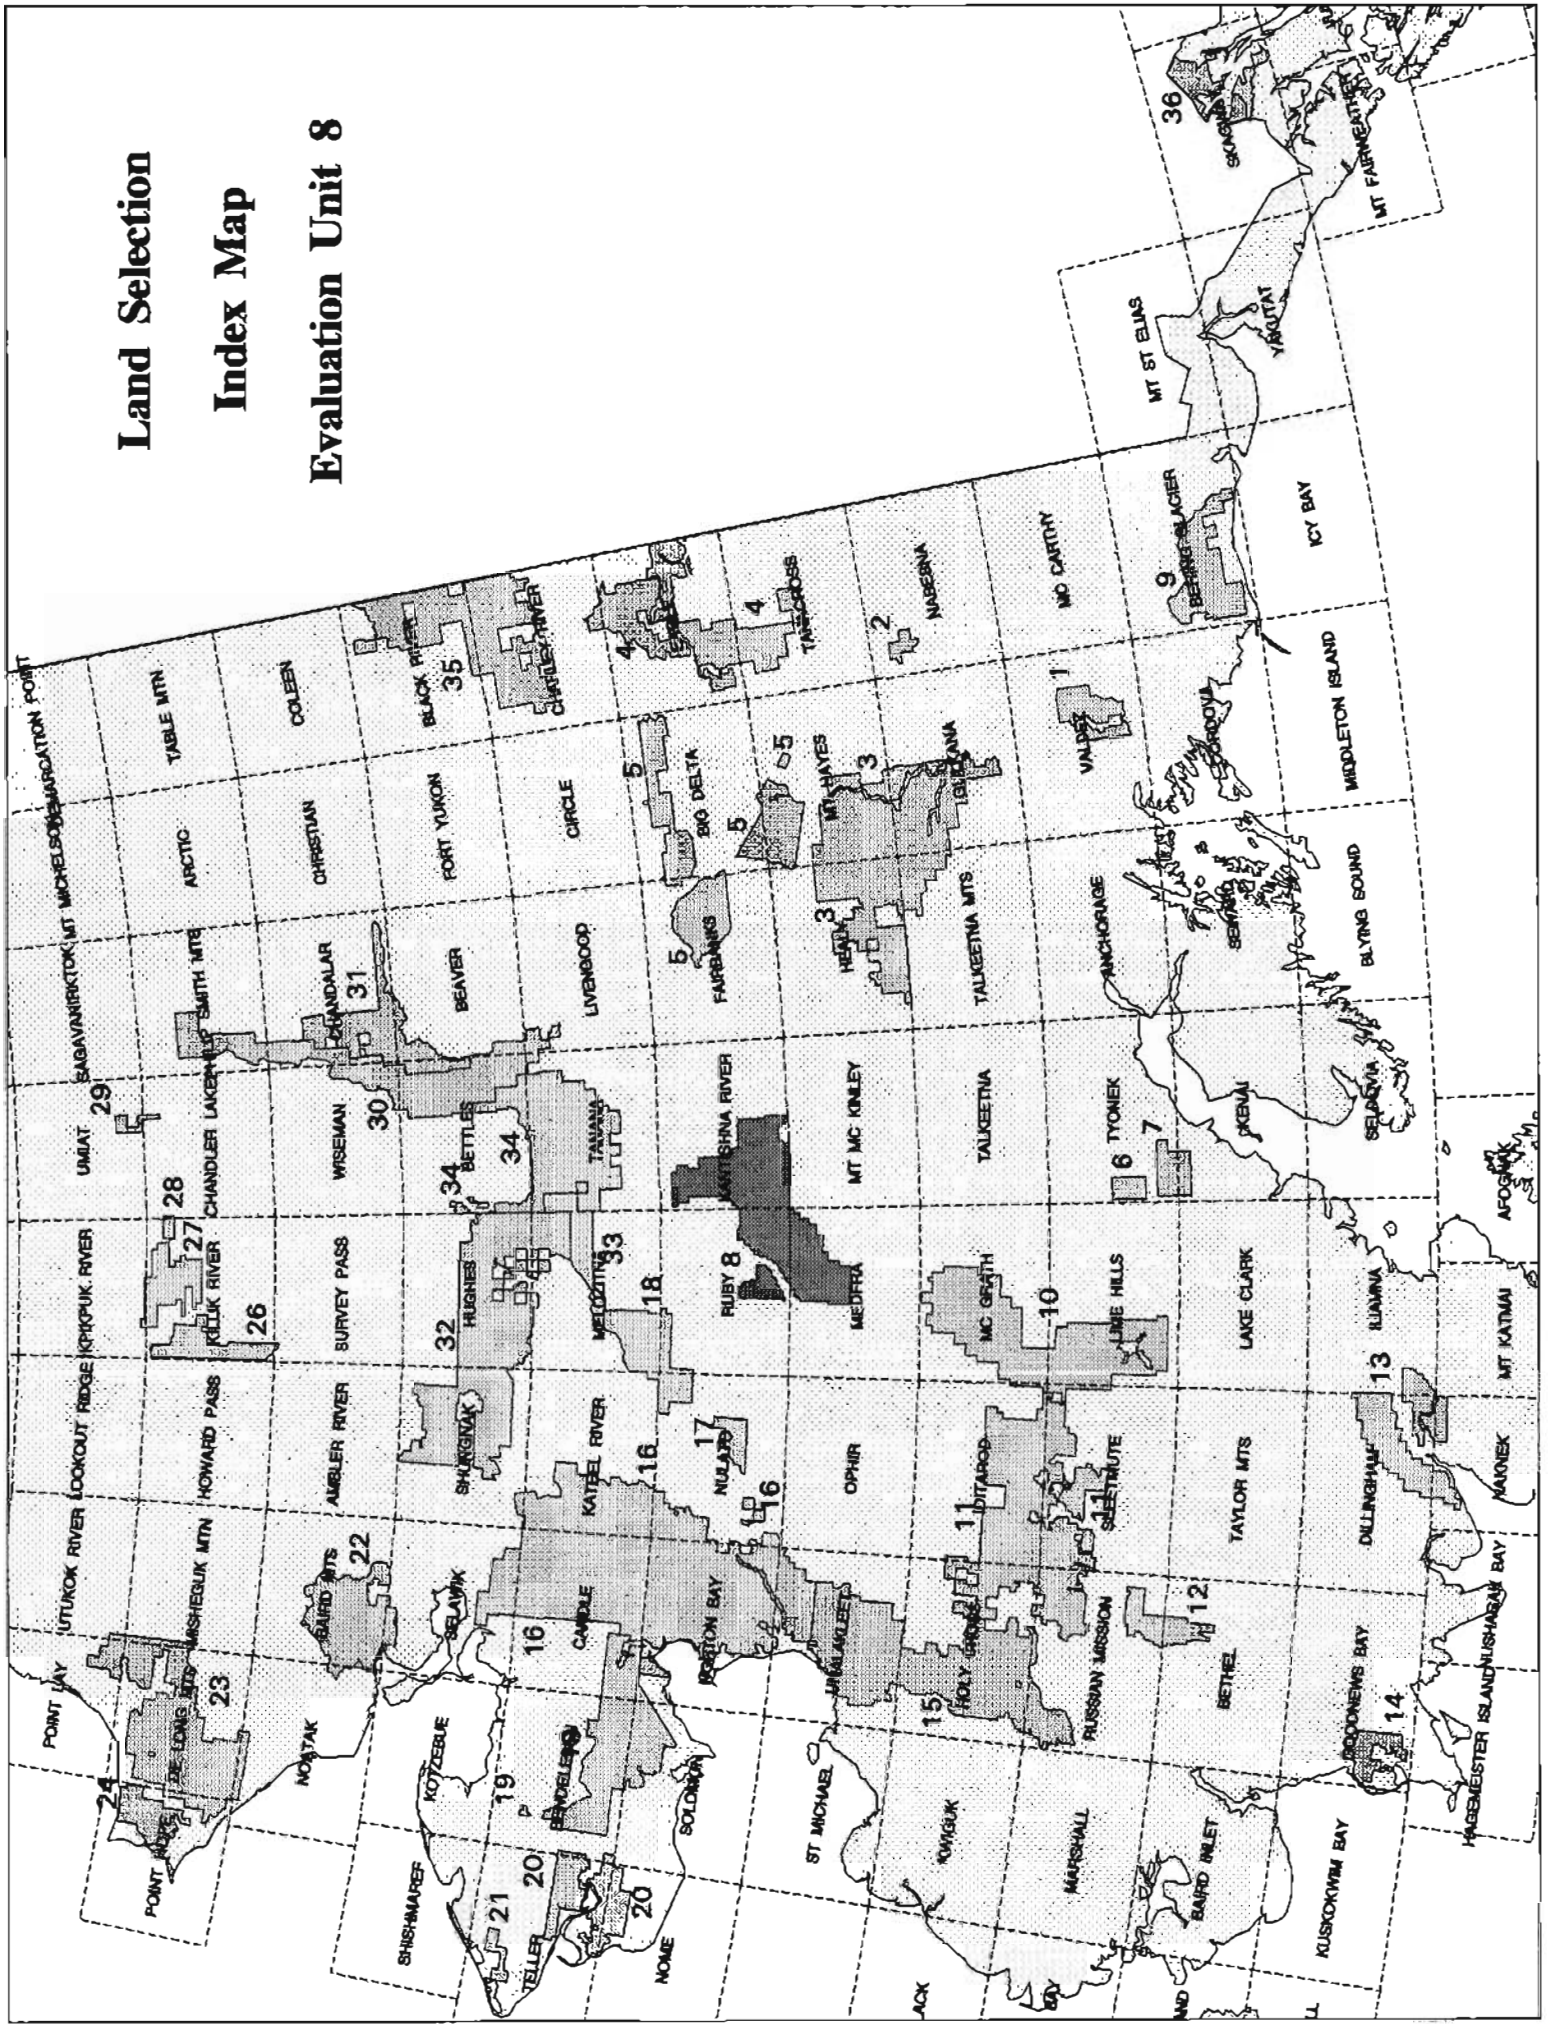 Land Selection
Index Map
Evaluation Unit 8
POINT LAY
UTUKOK RIVER
LOOKOUT RIDGE
UMIAT
SAGAVANIRKTOK
DEMARCATION POINT
POINT HOPE
24
DE LONG MTS
23
MISHEGUK MTN
HOWARD PASS
KILLIK RIVER
26
27
28
CHANDLER LAKE
29
ARCTIC
TABLE MTN
NOATAK
BAIRD MTS
22
AMBLER RIVER
SURVEY PASS
WISEMAN
30
CHANDALAR
31
CHRISTIAN
COLEEN
SHISHMAREF
KOTZEBUE
SELAWIK
SHUNGNAK
HUGHES
32
BETTLES
34
34
BEAVER
FORT YUKON
BLACK RIVER
35
TELLER
21
20
BENDELEBEN
19
CANDLE
16
KATEEL RIVER
16
MELOZITNA
33
TANANA
LIVENGOOD
CIRCLE
CHARLEY RIVER
NOME
20
SOLOMON
NORTON BAY
16
NULATO
17
18
RUBY 8
KANTISHNA RIVER
FAIRBANKS
5
BIG DELTA
5
5
5
EAGLE
4
4
ST MICHAEL
UNALAKLEET
OPHIR
MEDFRA
MT MC KINLEY
HEALY
3
MT HAYES
3
TANACROSS
KWIGUK
HOLY CROSS
15
IDITAROD
11
MC GRATH
10
TALKEETNA
TALKEETNA MTS
GULKANA
NABESNA
2
MARSHALL
RUSSIAN MISSION
SLEETMUTE
11
LIME HILLS
TYONEK
6
7
ANCHORAGE
VALDEZ
1
MC CARTHY
BAIRD INLET
BETHEL
12
TAYLOR MTS
LAKE CLARK
KENAI
SEWARD
CORDOVA
BERING GLACIER
9
MT ST ELIAS
YAKUTAT
SKAGWAY
36
MT FAIRWEATHER
KUSKOKWIM BAY
GOODNEWS BAY
14
DILLINGHAM
13
ILIAMNA
SELDOVIA
BLYING SOUND
MIDDLETON ISLAND
ICY BAY
HAGEMEISTER ISLAND
NUSHAGAK BAY
NAKNEK
MT KATMAI
AFOGNAK
ACK
BAY
AND
LL